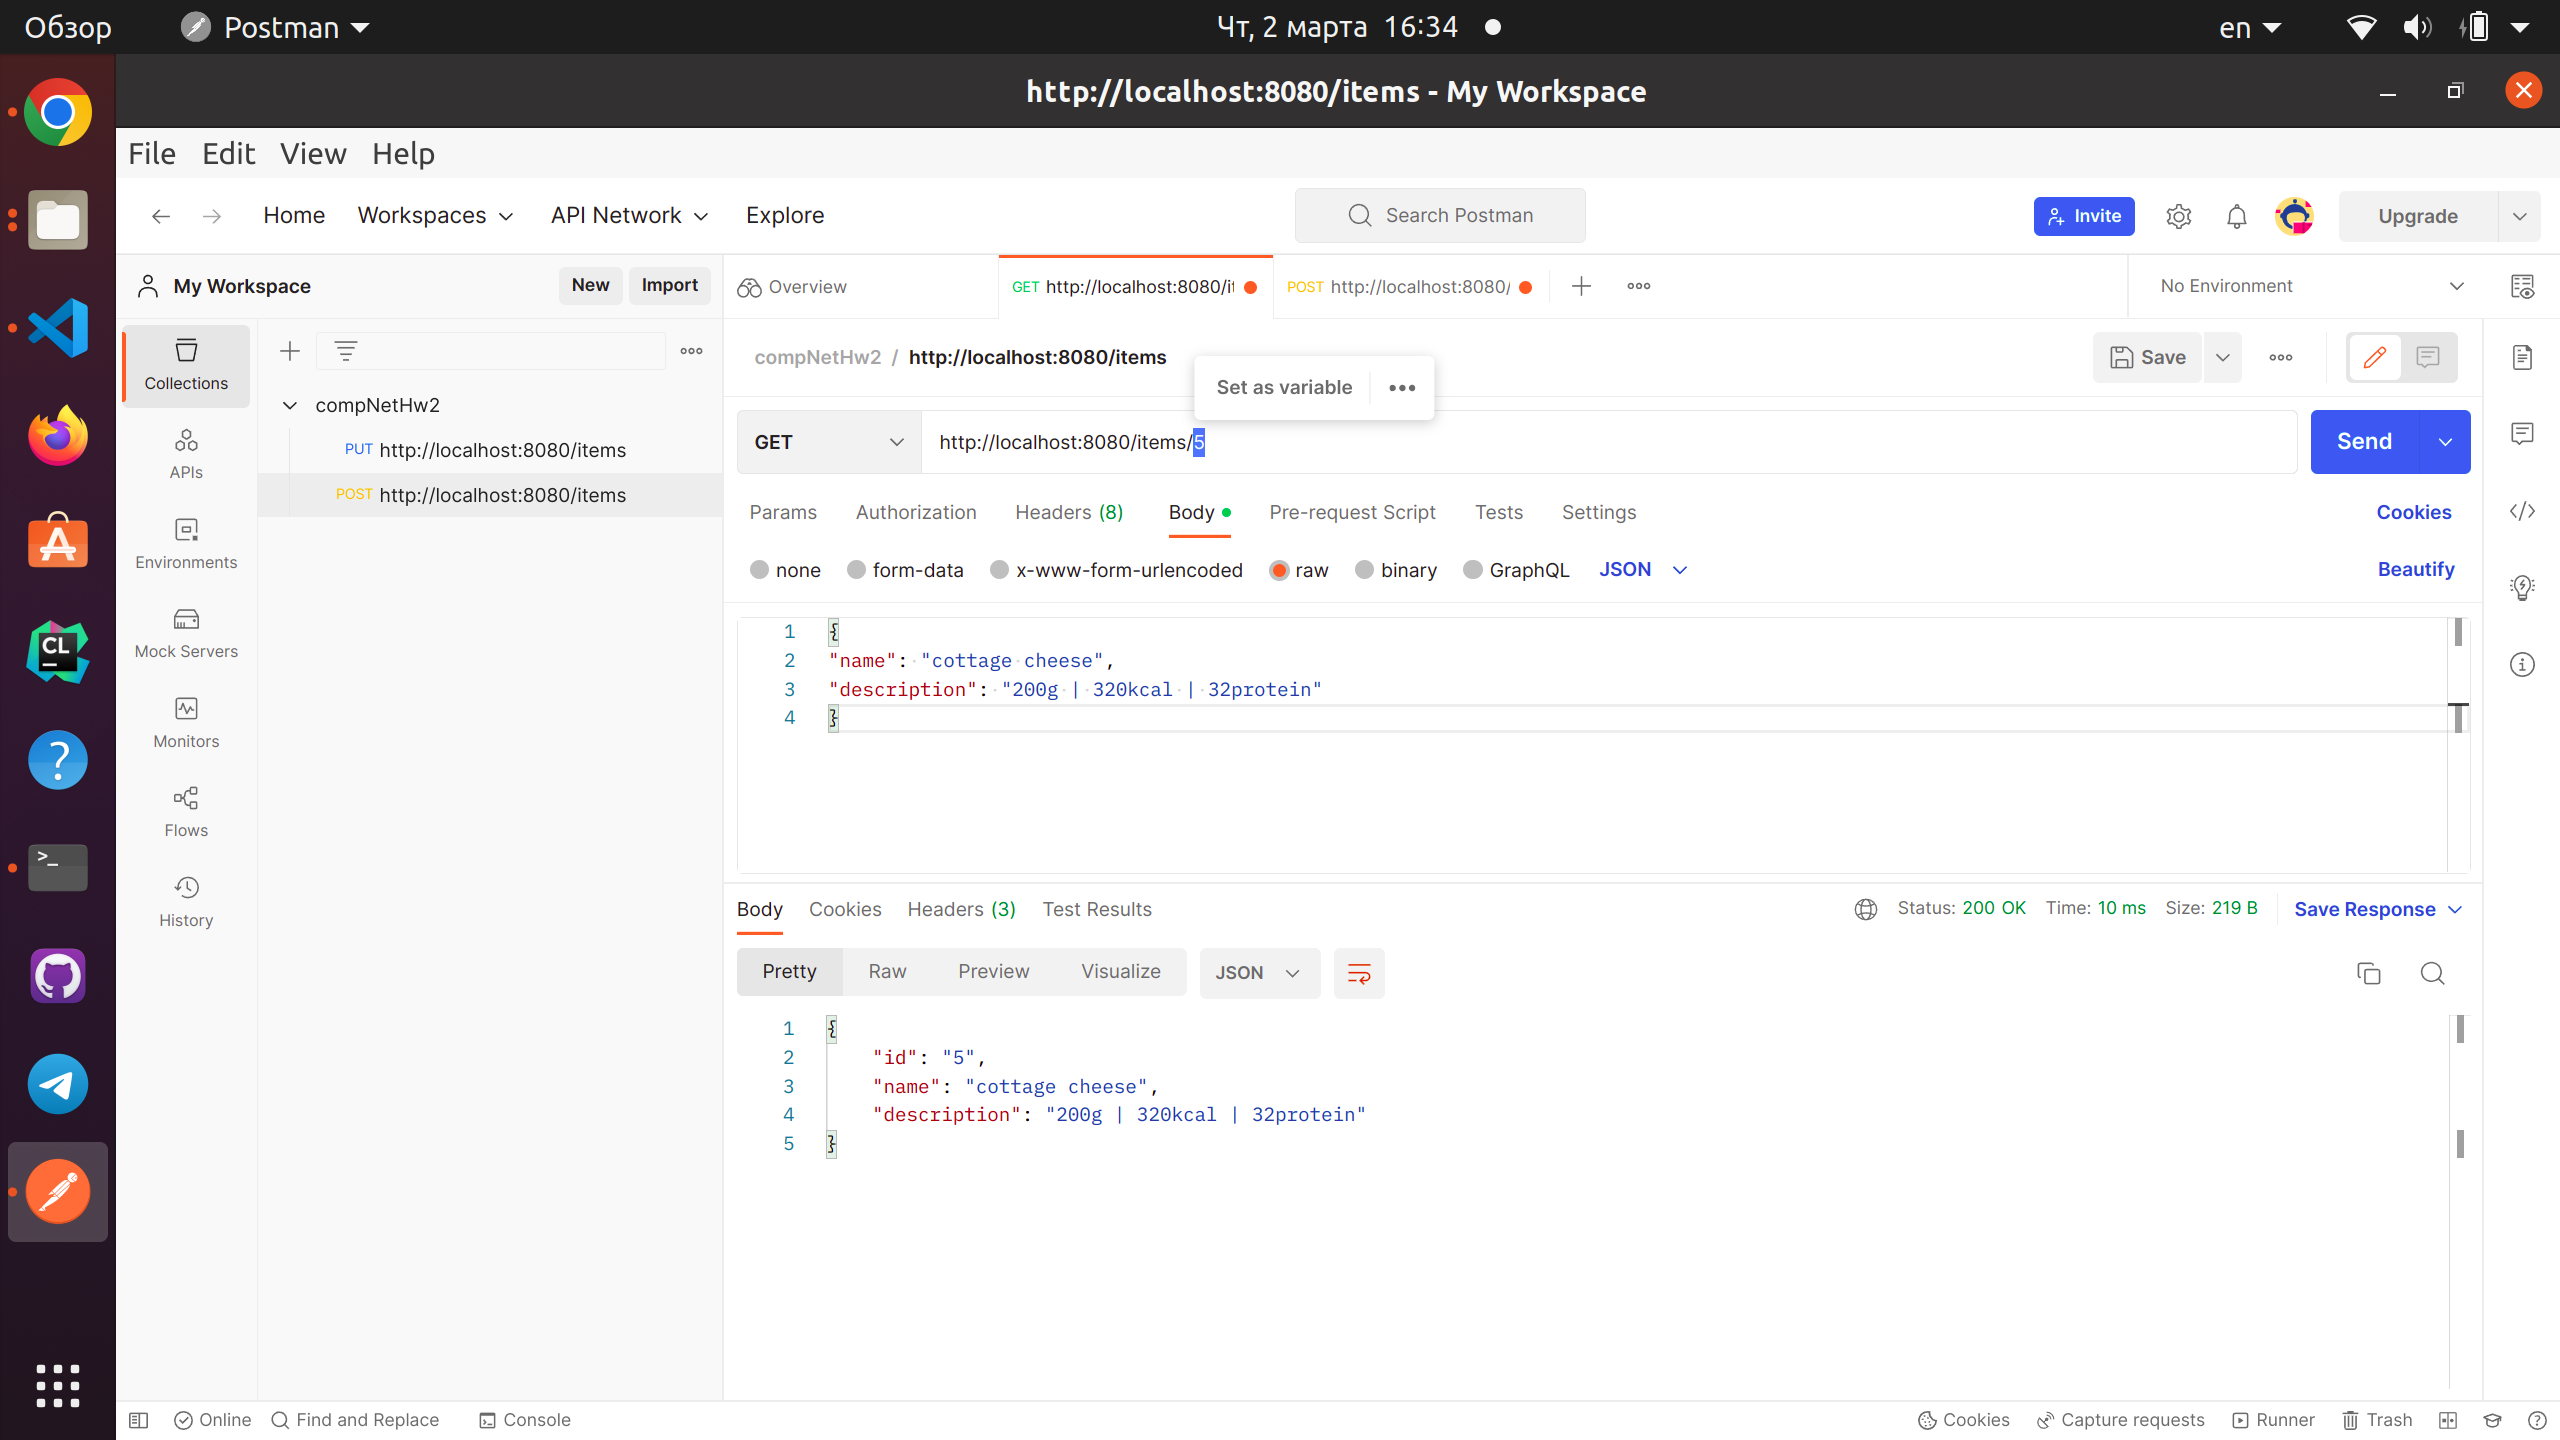 Обзор
Postman
Чт, 2 марта 16:34
en
http://localhost:8080/items - My Workspace
File Edit View Help
Home Workspaces API Network Explore
Search Postman
Invite
Upgrade
My Workspace
New Import
Overview
GET http://localhost:8080/it
POST http://localhost:8080/
No Environment
Collections
APIs
Environments
Mock Servers
Monitors
Flows
History
compNetHw2
PUT http://localhost:8080/items
POST http://localhost:8080/items
compNetHw2 / http://localhost:8080/items
Save
Set as variable
GET
http://localhost:8080/items/5
Send
Params Authorization Headers (8) Body Pre-request Script Tests Settings
Cookies
none form-data x-www-form-urlencoded raw binary GraphQL JSON
Beautify
1 {
2 "name": "cottage cheese",
3 "description": "200g | 320kcal | 32protein"
4 }
Body Cookies Headers (3) Test Results
Status: 200 OK Time: 10 ms Size: 219 B
Save Response
Pretty Raw Preview Visualize JSON
1 {
2 "id": "5",
3 "name": "cottage cheese",
4 "description": "200g | 320kcal | 32protein"
5 }
CL
Online Find and Replace Console
Cookies Capture requests Runner Trash